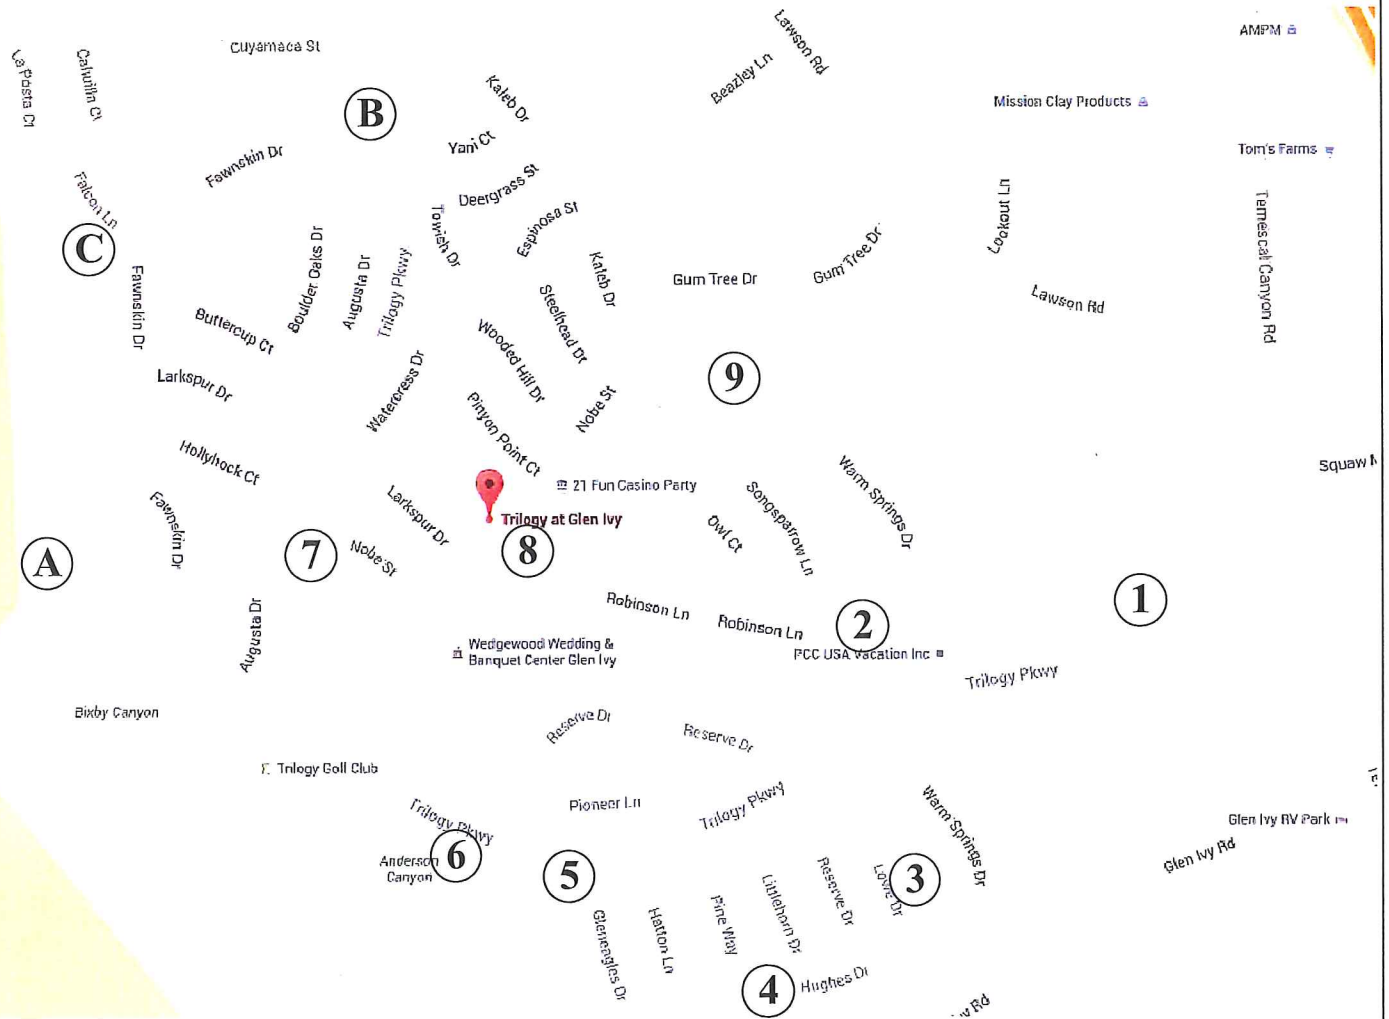 AMPM
Lawson Rd
Cuyamaca St
Beazley Ln
La Posta Ct
Cahuilla Ct
Kaleb Dr
Mission Clay Products
B
Yani Ct
Tom's Farms
Fawnskin Dr
Deergrass St
Falcon Ln
Espinosa St
Lookout Ln
Towish Dr
C
Temescal Canyon Rd
Boulder Oaks Dr
Augusta Dr
Trilogy Pkwy
Kaleb Dr
Gum Tree Dr
Gum Tree Dr
Fawnskin Dr
Lawson Rd
Buttercup Ct
Steelhead Dr
Wooded Hill Dr
Larkspur Dr
9
Watercress Dr
Nobe St
Pinyon Point Ct
Hollyhock Ct
Squaw
Warm Springs Dr
21 Fun Casino Party
Songsparrow Ln
Larkspur Dr
Trilogy at Glen Ivy
Owl Ct
Fawnskin Dr
A
7
Nobe St
8
1
Robinson Ln
Robinson Ln
2
Augusta Dr
Wedgewood Wedding &
Banquet Center Glen Ivy
PCC USA Vacation Inc
Trilogy Pkwy
Bixby Canyon
Reserve Dr
Reserve Dr
Trilogy Golf Club
Pioneer Ln
Trilogy Pkwy
Trilogy Pkwy
Warm Springs Dr
Glen Ivy RV Park
Glen Ivy Rd
Anderson
Canyon
6
5
Reserve Dr
Lowe Dr
3
Littlehorn Dr
Pine Way
Hatton Ln
Gleneagles Dr
4
Hughes Dr
Rd